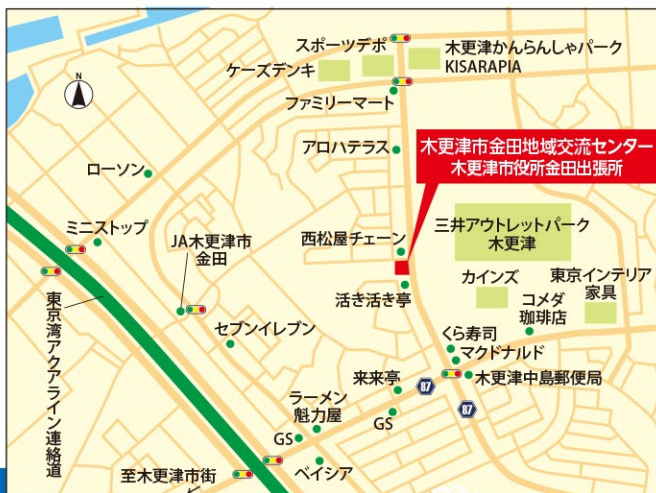 スポーツデポ
木更津かんらんしゃパーク
KISARAPIA
ケーズデンキ
N
ファミリーマート
アロハテラス
木更津市金田地域交流センター
木更津市役所金田出張所
ローソン
ミニストップ
JA木更津市
金田
西松屋チェーン
三井アウトレットパーク
木更津
カインズ
東京インテリア
家具
コメダ
珈琲店
活き活き亭
東京湾アクアライン連絡道
セブンイレブン
くら寿司
マクドナルド
来来亭
87
木更津中島郵便局
ラーメン
魁力屋
GS
GS
87
至木更津市街
ベイシア